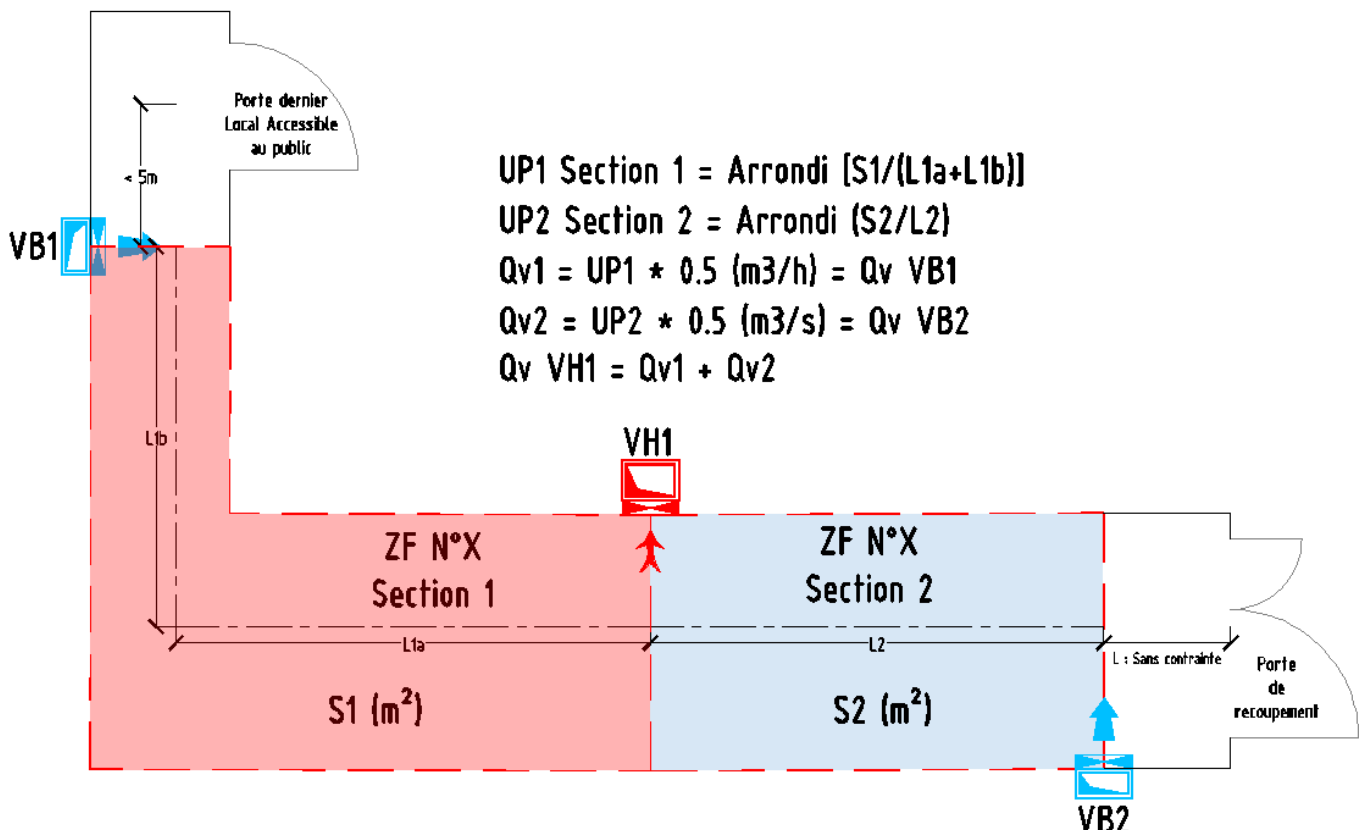 Porte dernier
Local Accessible
au public
< 5m
VB1
UP1 Section 1 = Arrondi [S1/(L1a+L1b)]
UP2 Section 2 = Arrondi (S2/L2)
Qv1 = UP1 * 0.5 (m3/h) = Qv VB1
Qv2 = UP2 * 0.5 (m3/s) = Qv VB2
Qv VH1 = Qv1 + Qv2
L1b
VH1
ZF N°X
Section 1
ZF N°X
Section 2
L1a
L2
L : Sans contrainte
Porte
de
recoupement
S1 (m²)
S2 (m²)
VB2